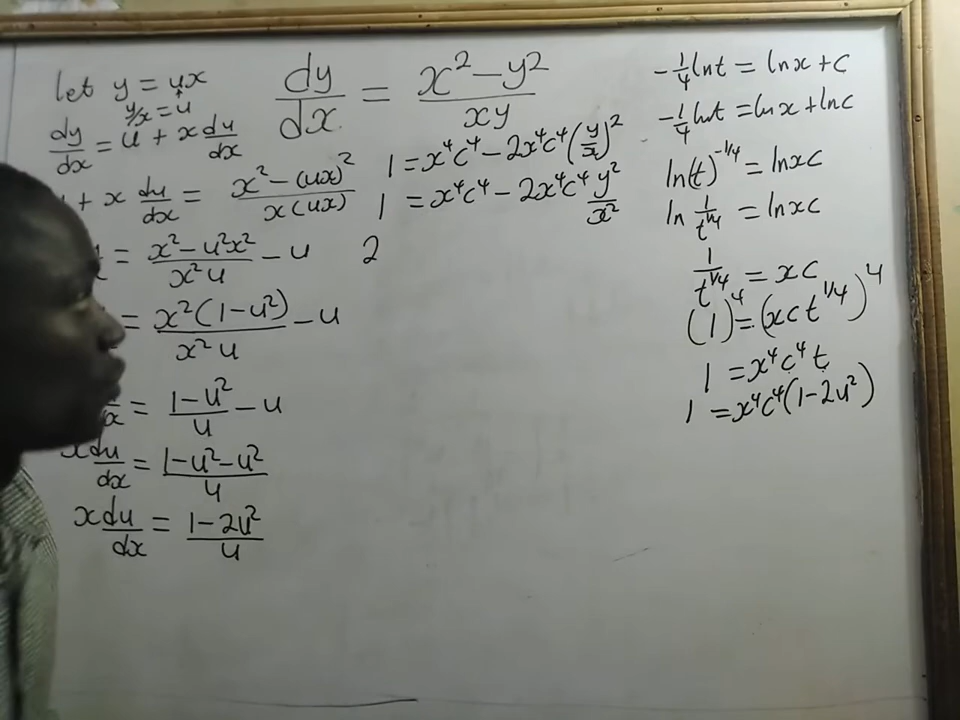 let y = ux
y/x = u
dy/dx = u + x du/dx
+ x du/dx = x² - (ux)² / x(ux)
= x² - u²x² / x²u - u
= x²(1 - u²) / x²u - u
= 1 - u² / u - u
x du/dx = 1 - u² - u² / u
x du/dx = 1 - 2u² / u
dy/dx = x² - y² / xy
1 = x⁴c⁴ - 2x⁴c⁴(y/x)²
1 = x⁴c⁴ - 2x⁴c⁴ y²/x²
2
-1/4 ln t = ln x + c
-1/4 ln t = ln x + ln c
ln(t)^-1/4 = ln xc
ln 1/t^1/4 = ln xc
1/t^1/4 = xc
(1)⁴ = (xct^1/4)⁴
1 = x⁴c⁴t
1 = x⁴c⁴(1 - 2u²)